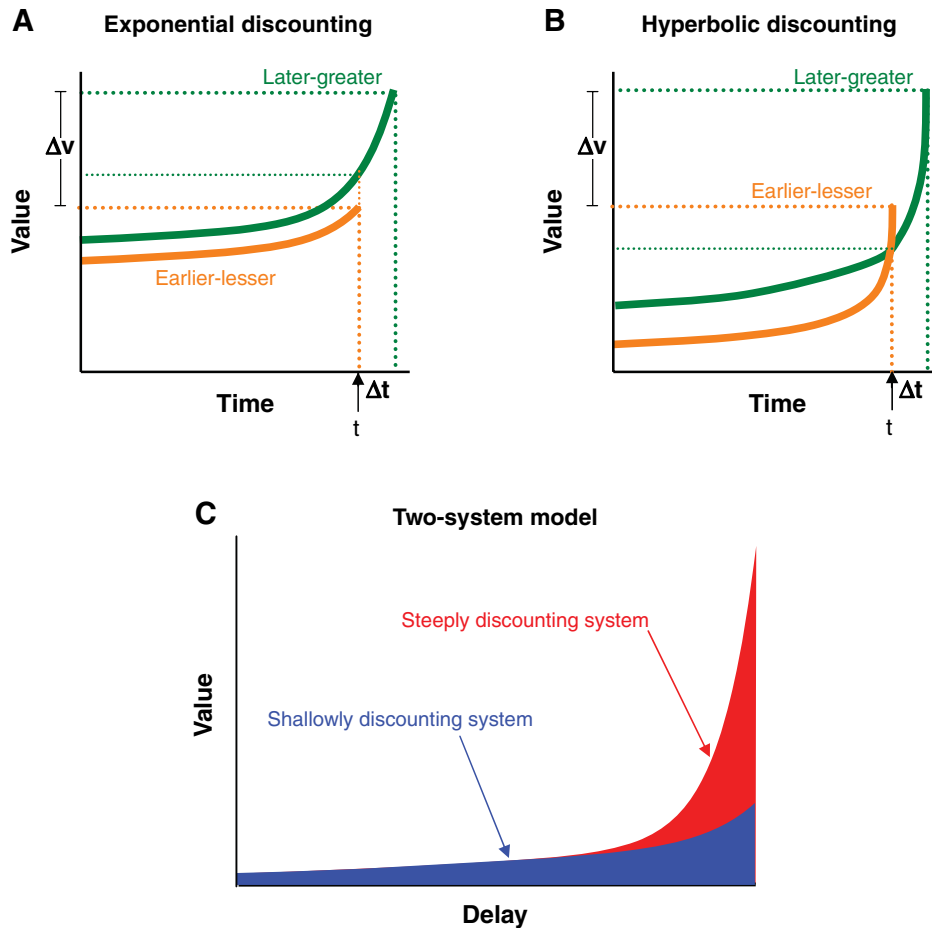 A
Exponential discounting
Later-greater
Δv
Value
Earlier-lesser
Time
Δt
t
B
Hyperbolic discounting
Later-greater
Δv
Earlier-lesser
Value
Time
Δt
t
C
Two-system model
Steeply discounting system
Value
Shallowly discounting system
Delay